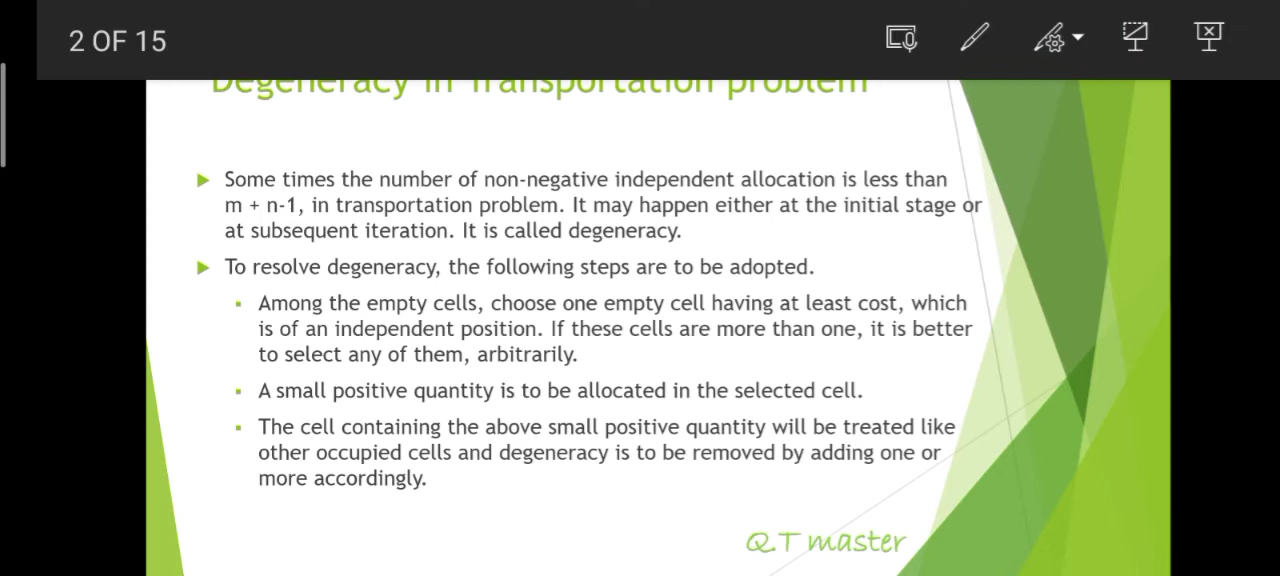 2 OF 15
Degeneracy in Transportation problem
Some times the number of non-negative independent allocation is less than
m + n-1, in transportation problem. It may happen either at the initial stage or
at subsequent iteration. It is called degeneracy.
To resolve degeneracy, the following steps are to be adopted.
Among the empty cells, choose one empty cell having at least cost, which
is of an independent position. If these cells are more than one, it is better
to select any of them, arbitrarily.
A small positive quantity is to be allocated in the selected cell.
The cell containing the above small positive quantity will be treated like
other occupied cells and degeneracy is to be removed by adding one or
more accordingly.
Q.T master